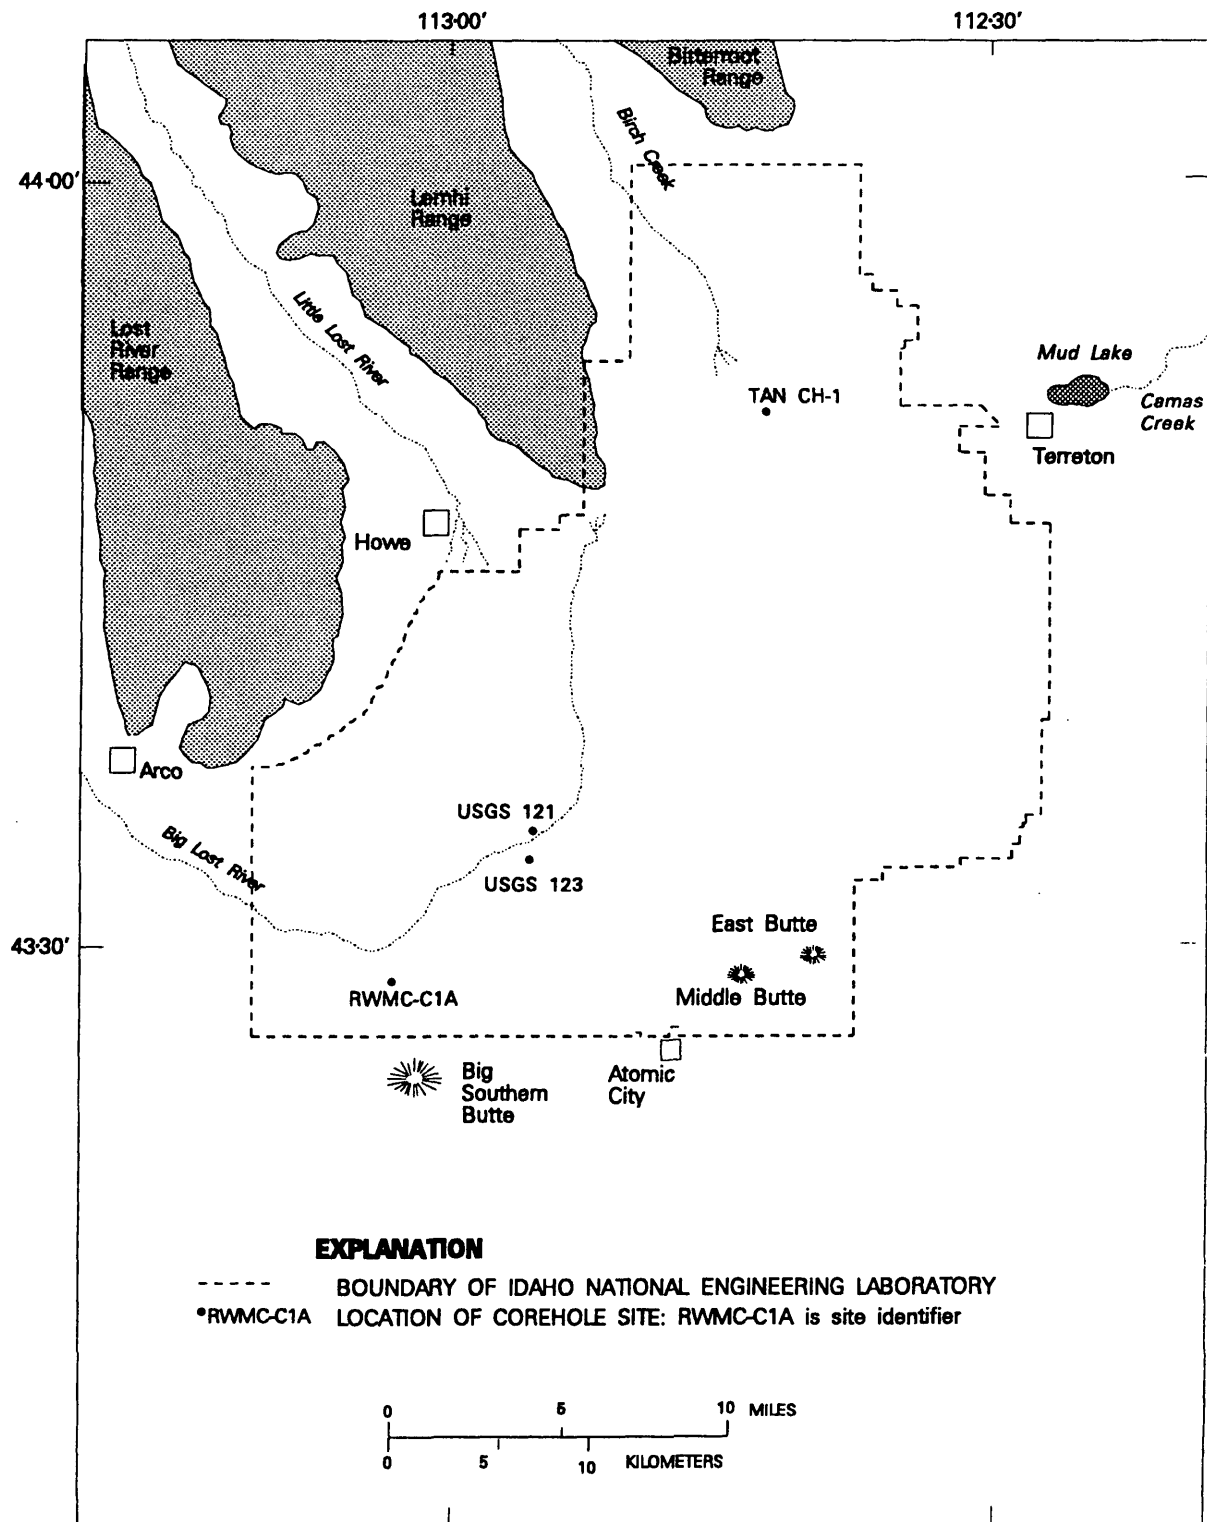 113·00' 112·30'
Bitterroot
Range
Birch Creek
44·00'
Lemhi
Range
Little Lost River
Lost
River
Range
Mud Lake
TAN CH-1
Camas
Creek
Terreton
Howe
Arco
USGS 121
Big Lost River
USGS 123
East Butte
43·30'
Middle Butte
RWMC-C1A
Big
Southern
Butte
Atomic
City
EXPLANATION
BOUNDARY OF IDAHO NATIONAL ENGINEERING LABORATORY
RWMC-C1A LOCATION OF COREHOLE SITE: RWMC-C1A is site identifier
0 5 10 MILES
0 5 10 KILOMETERS